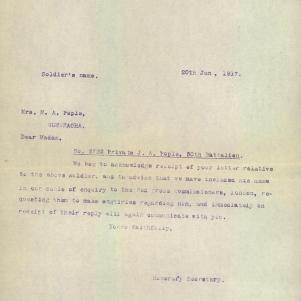 Soldier's name.
20th Jun , 1917.
Mrs. M. A. Pople,
Dear Madam,
No. Private J. A. Pople, 50th Battalion.
We beg to acknowledge receipt of your letter relative
to the above soldier, and to advise that we have included his name
in our cable of enquiry to the Red Cross Commissioners, London, re-
questing them to make enquiries regarding him, and immediately on
receipt of their reply will again communicate with you.
Yours faithfully,
Honorary Secretary.